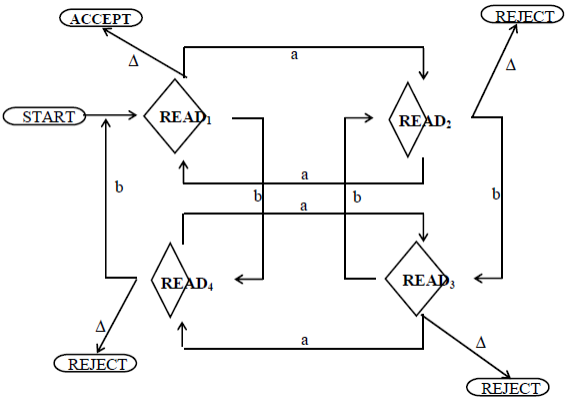 ACCEPT
REJECT
a
Δ
Δ
START
READ₁
READ₂
a
b
b
b
b
a
READ₄
READ₃
Δ
a
Δ
REJECT
REJECT